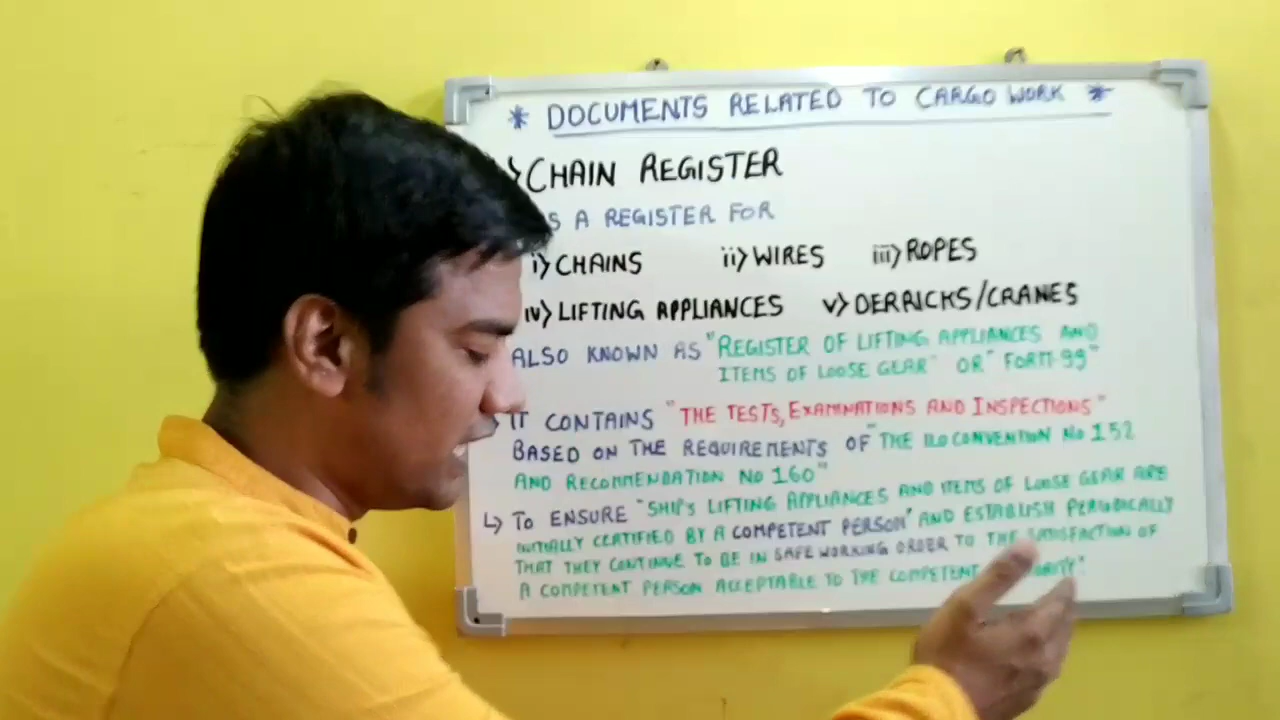 * DOCUMENTS RELATED TO CARGO WORK *
CHAIN REGISTER
S A REGISTER FOR
i) CHAINS ii) WIRES iii) ROPES
iv) LIFTING APPLIANCES v) DERRICKS/CRANES
ALSO KNOWN AS "REGISTER OF LIFTING APPLIANCES AND
ITEMS OF LOOSE GEAR" OR "FORM-99"
IT CONTAINS "THE TESTS, EXAMINATIONS AND INSPECTIONS"
BASED ON THE REQUIREMENTS OF "THE ILO CONVENTION No 152
AND RECOMMENDATION NO 160"
↳ TO ENSURE "SHIP'S LIFTING APPLIANCES AND ITEMS OF LOOSE GEAR ARE
INITIALLY CERTIFIED BY A COMPETENT PERSON" AND ESTABLISH PERIODICALLY
THAT THEY CONTINUE TO BE IN SAFE WORKING ORDER TO THE SATISFACTION OF
A COMPETENT PERSON ACCEPTABLE TO THE COMPETENT